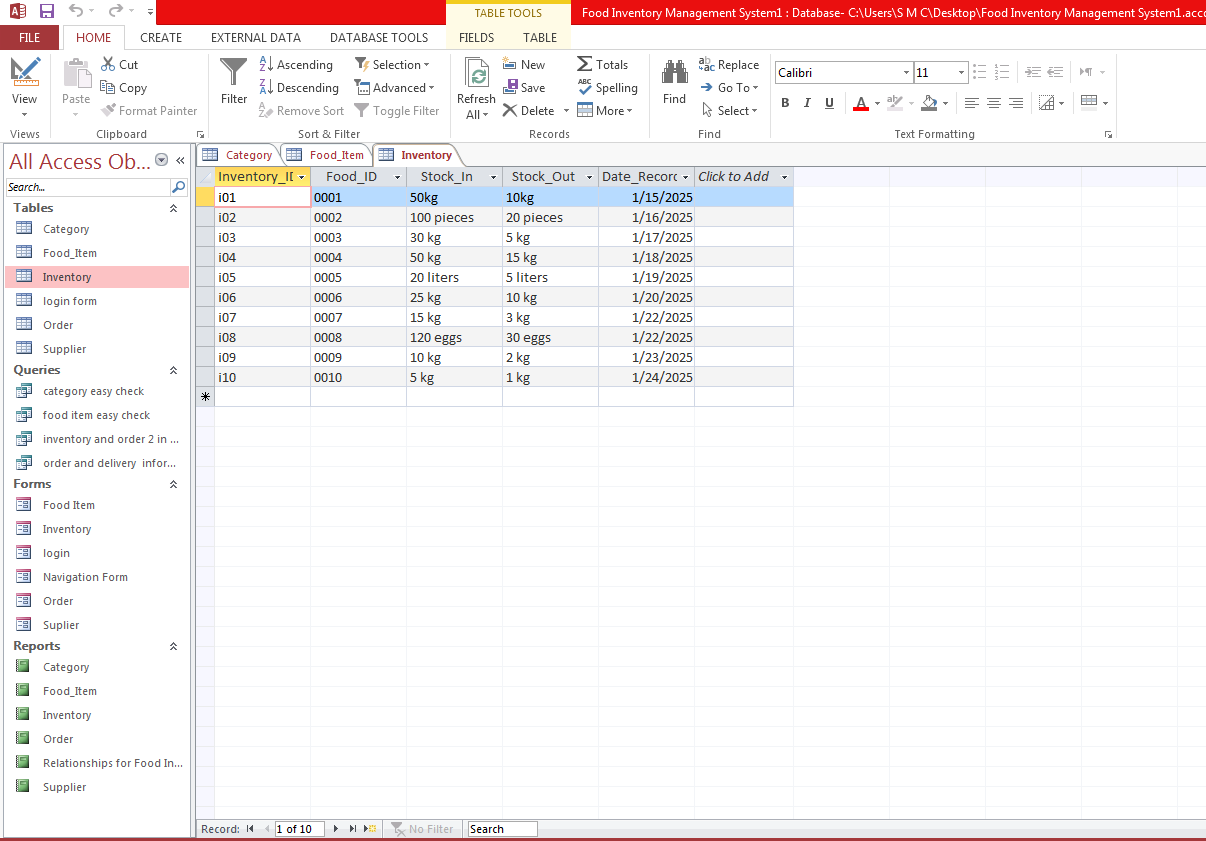 TABLE TOOLS
Food Inventory Management System1 : Database- C:\Users\S M C\Desktop\Food Inventory Management System1.acc
FILE HOME CREATE EXTERNAL DATA DATABASE TOOLS FIELDS TABLE
View
Views
Paste
Cut
Copy
Format Painter
Clipboard
Filter
Ascending
Descending
Remove Sort
Selection
Advanced
Toggle Filter
Sort & Filter
Refresh
All
New
Save
Delete
Totals
Spelling
More
Records
Find
Replace
Go To
Select
Find
Calibri 11
B I U A
Text Formatting
All Access Ob...
Search...
Tables
Category
Food_Item
Inventory
login form
Order
Supplier
Queries
category easy check
food item easy check
inventory and order 2 in ...
order and delivery infor...
Forms
Food Item
Inventory
login
Navigation Form
Order
Suplier
Reports
Category
Food_Item
Inventory
Order
Relationships for Food In...
Supplier
Category Food_Item Inventory
Inventory_ID Food_ID Stock_In Stock_Out Date_Record Click to Add
i01 0001 50kg 10kg 1/15/2025
i02 0002 100 pieces 20 pieces 1/16/2025
i03 0003 30 kg 5 kg 1/17/2025
i04 0004 50 kg 15 kg 1/18/2025
i05 0005 20 liters 5 liters 1/19/2025
i06 0006 25 kg 10 kg 1/20/2025
i07 0007 15 kg 3 kg 1/22/2025
i08 0008 120 eggs 30 eggs 1/22/2025
i09 0009 10 kg 2 kg 1/23/2025
i10 0010 5 kg 1 kg 1/24/2025
Record: 1 of 10 No Filter Search